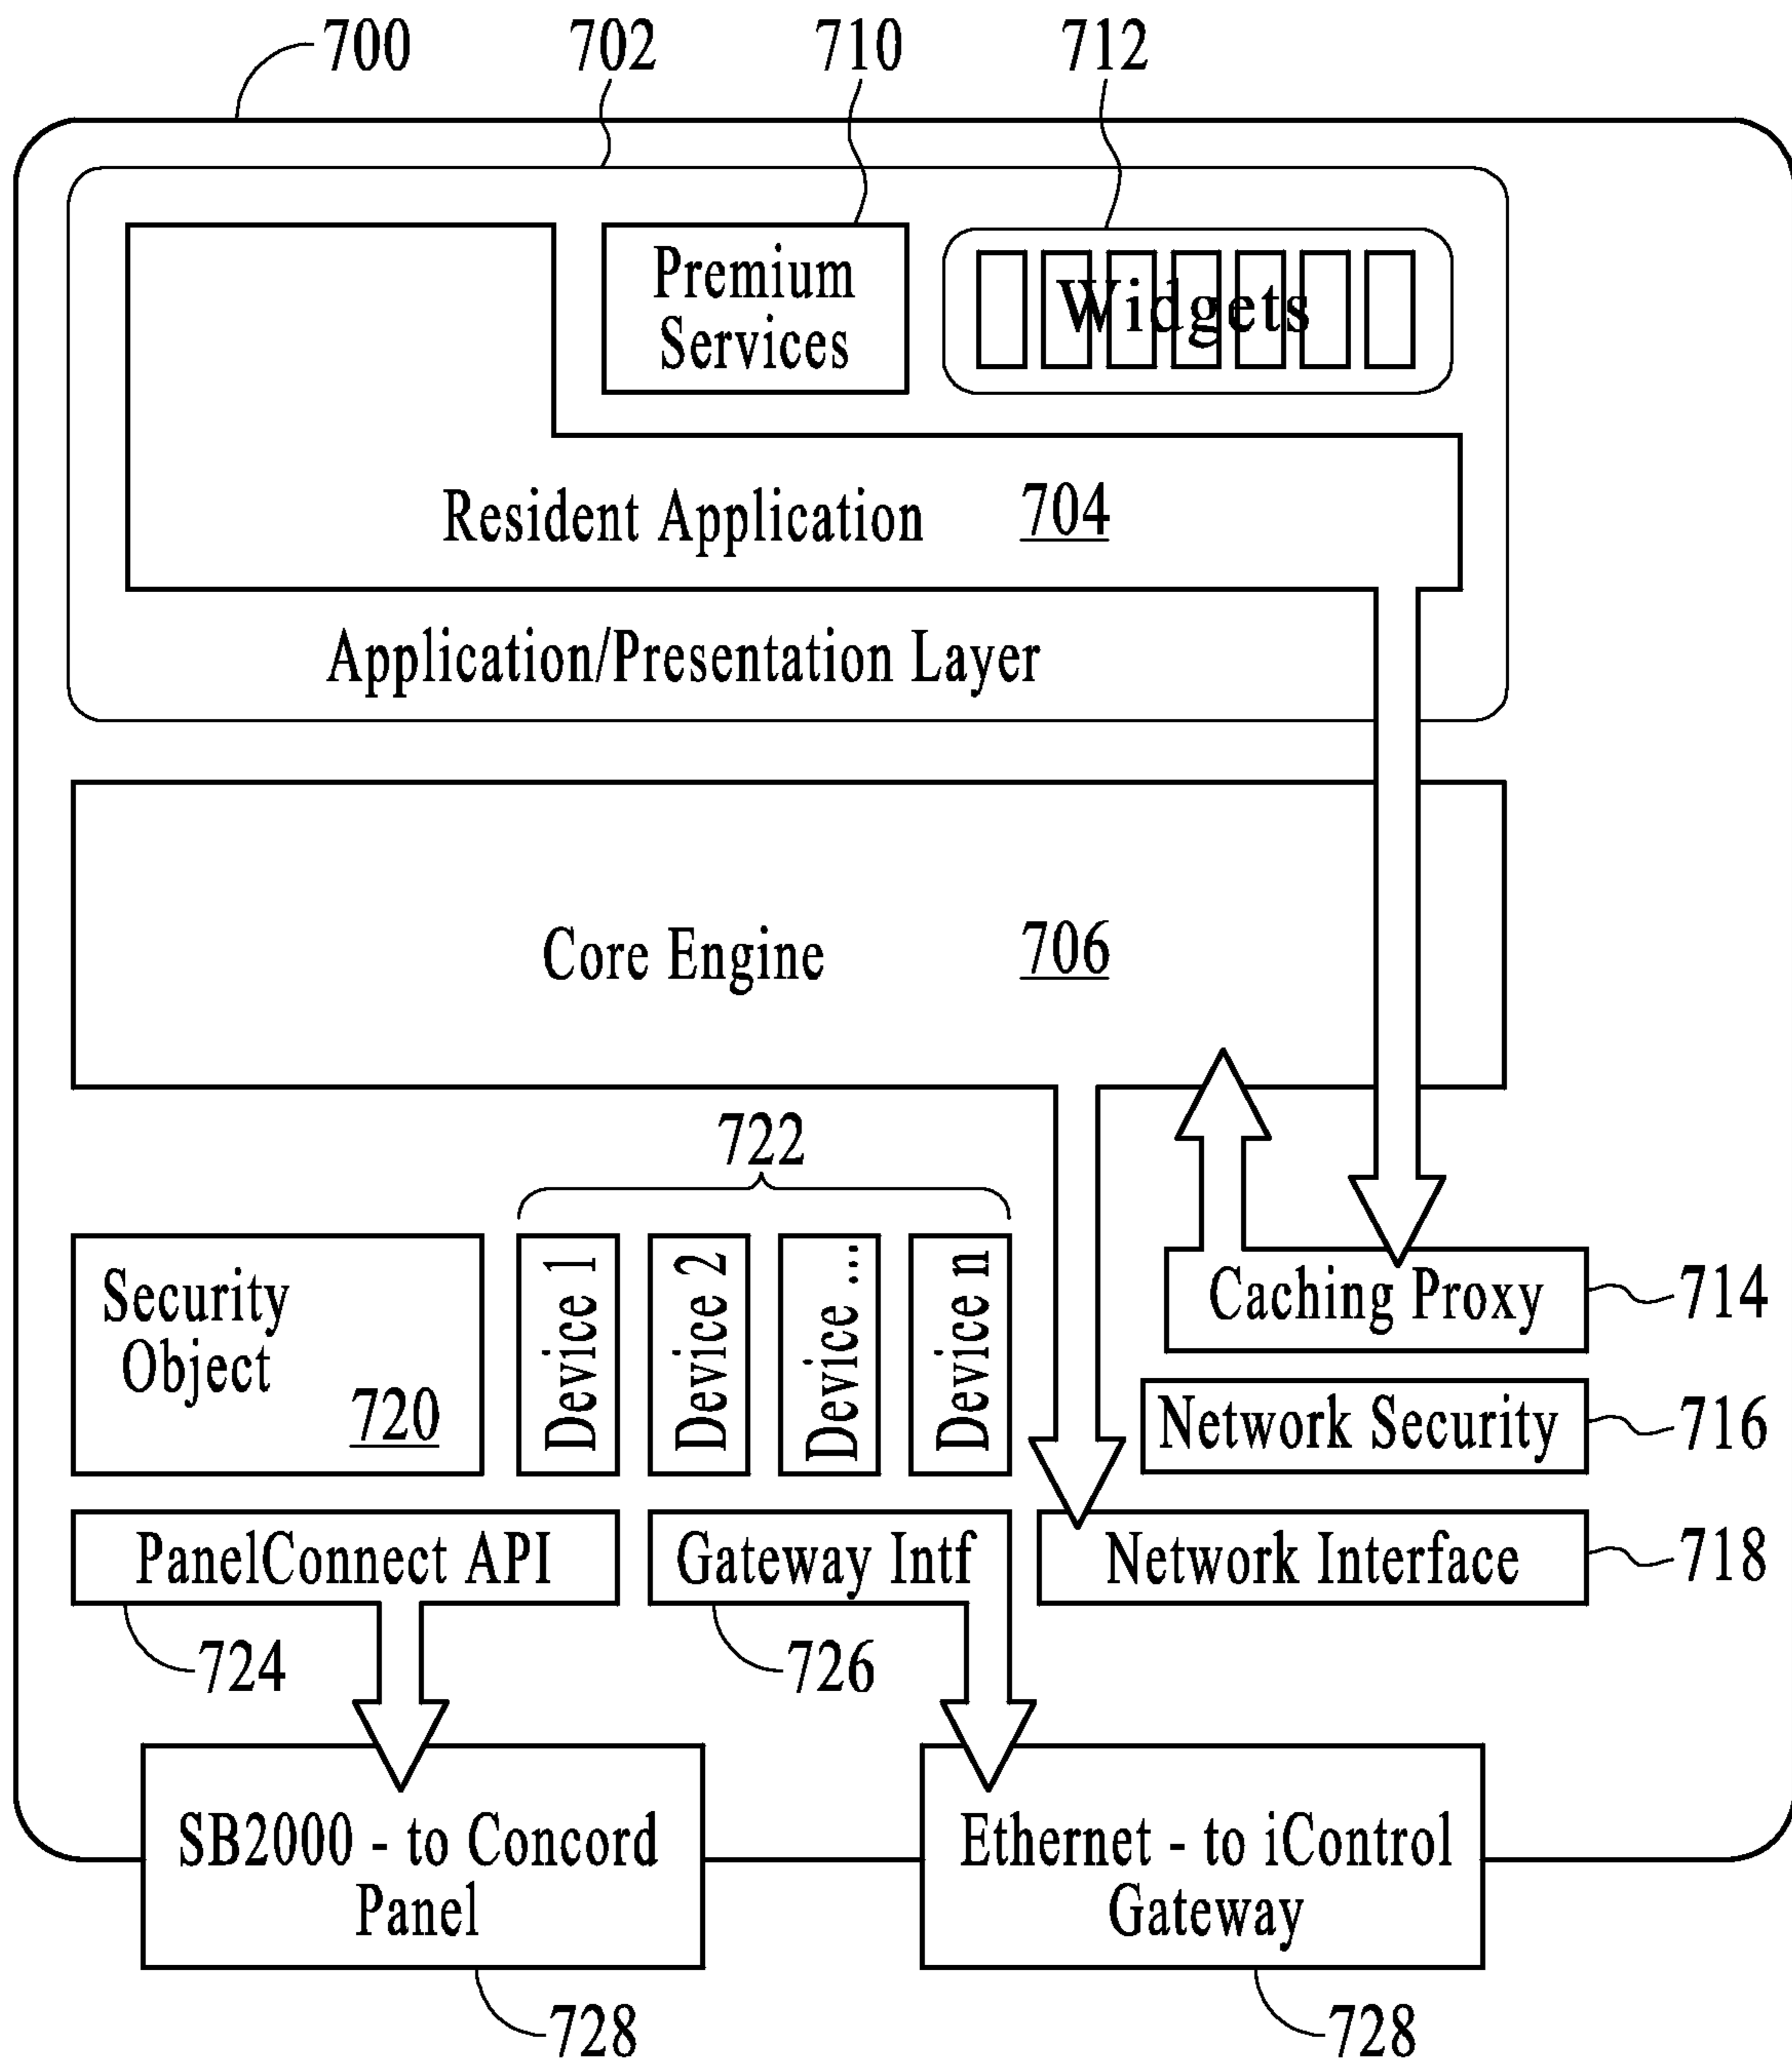 700
702
710
712
Premium
Services
Widgets
Resident Application 704
Application/Presentation Layer
Core Engine 706
722
Security
Object
720
Device 1
Device 2
Device ...
Device n
Caching Proxy
714
Network Security
716
PanelConnect API
Gateway Intf
Network Interface
718
724
726
SB2000 - to Concord
Panel
Ethernet - to iControl
Gateway
728
728